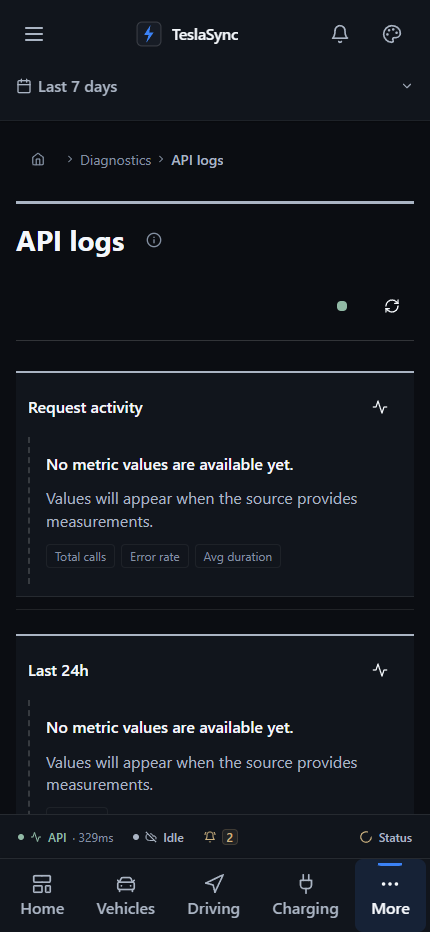 TeslaSync
Last 7 days
Diagnostics API logs
API logs
Request activity
No metric values are available yet.
Values will appear when the source provides
measurements.
Total calls Error rate Avg duration
Last 24h
No metric values are available yet.
Values will appear when the source provides
measurements.
API · 329ms Idle 2 Status
Home Vehicles Driving Charging More